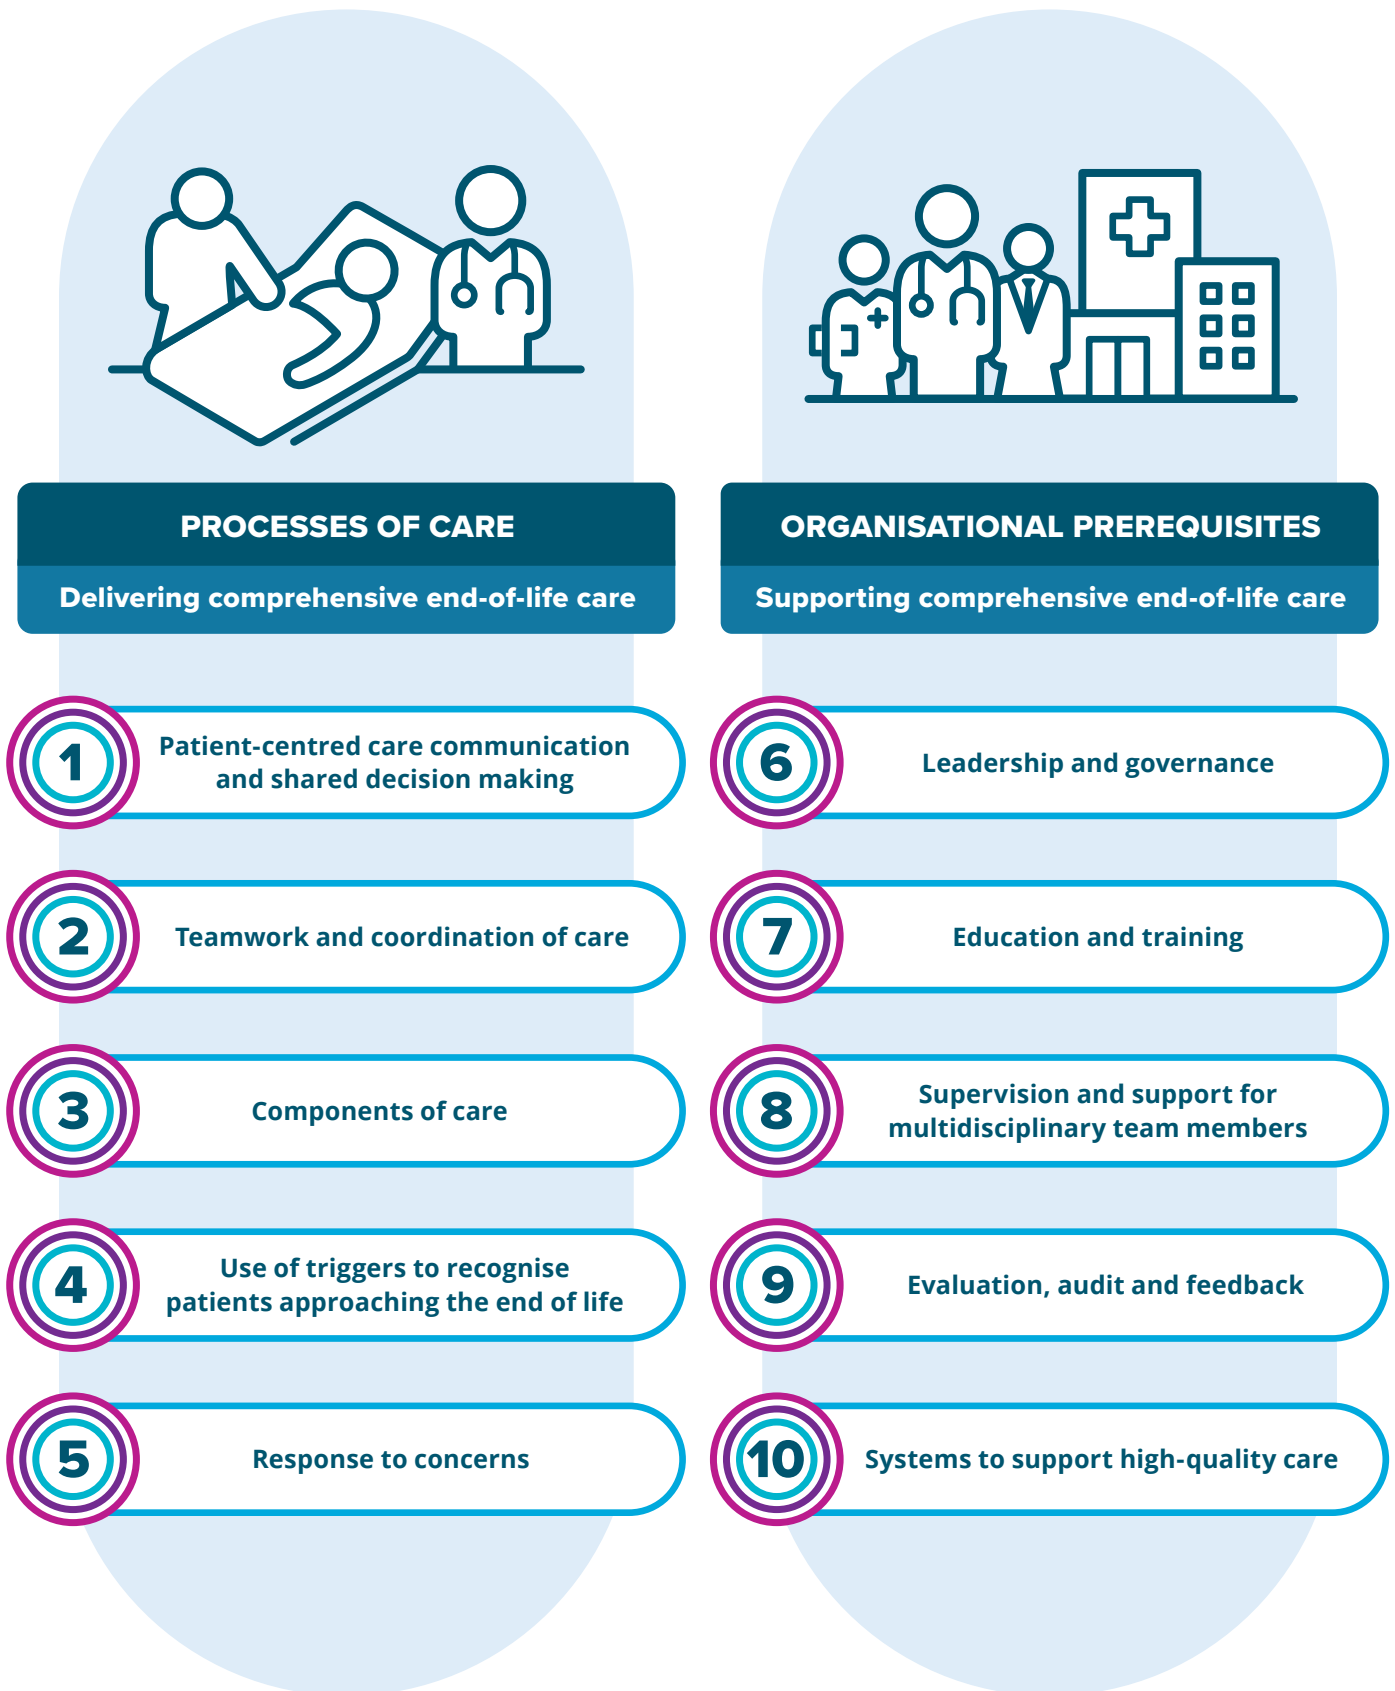 PROCESSES OF CARE
Delivering comprehensive end-of-life care
1
Patient-centred care communication
and shared decision making
2
Teamwork and coordination of care
3
Components of care
4
Use of triggers to recognise
patients approaching the end of life
5
Response to concerns
ORGANISATIONAL PREREQUISITES
Supporting comprehensive end-of-life care
6
Leadership and governance
7
Education and training
8
Supervision and support for
multidisciplinary team members
9
Evaluation, audit and feedback
10
Systems to support high-quality care